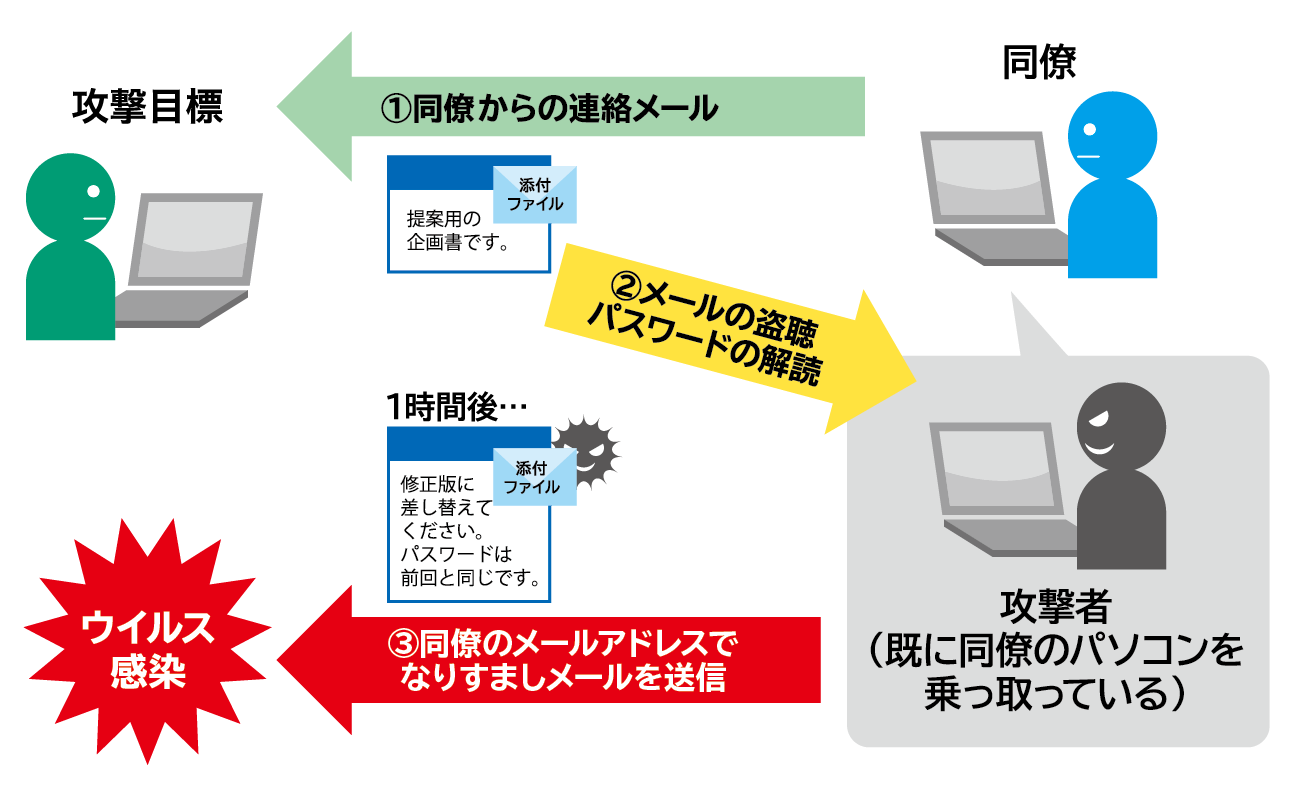 攻撃目標
①同僚からの連絡メール
同僚
添付
ファイル
提案用の
企画書です。
②メールの盗聴
パスワードの解読
1時間後…
添付
ファイル
修正版に
差し替えて
ください。
パスワードは
前回と同じです。
ウイルス
感染
③同僚のメールアドレスで
なりすましメールを送信
攻撃者
（既に同僚のパソコンを
乗っ取っている）